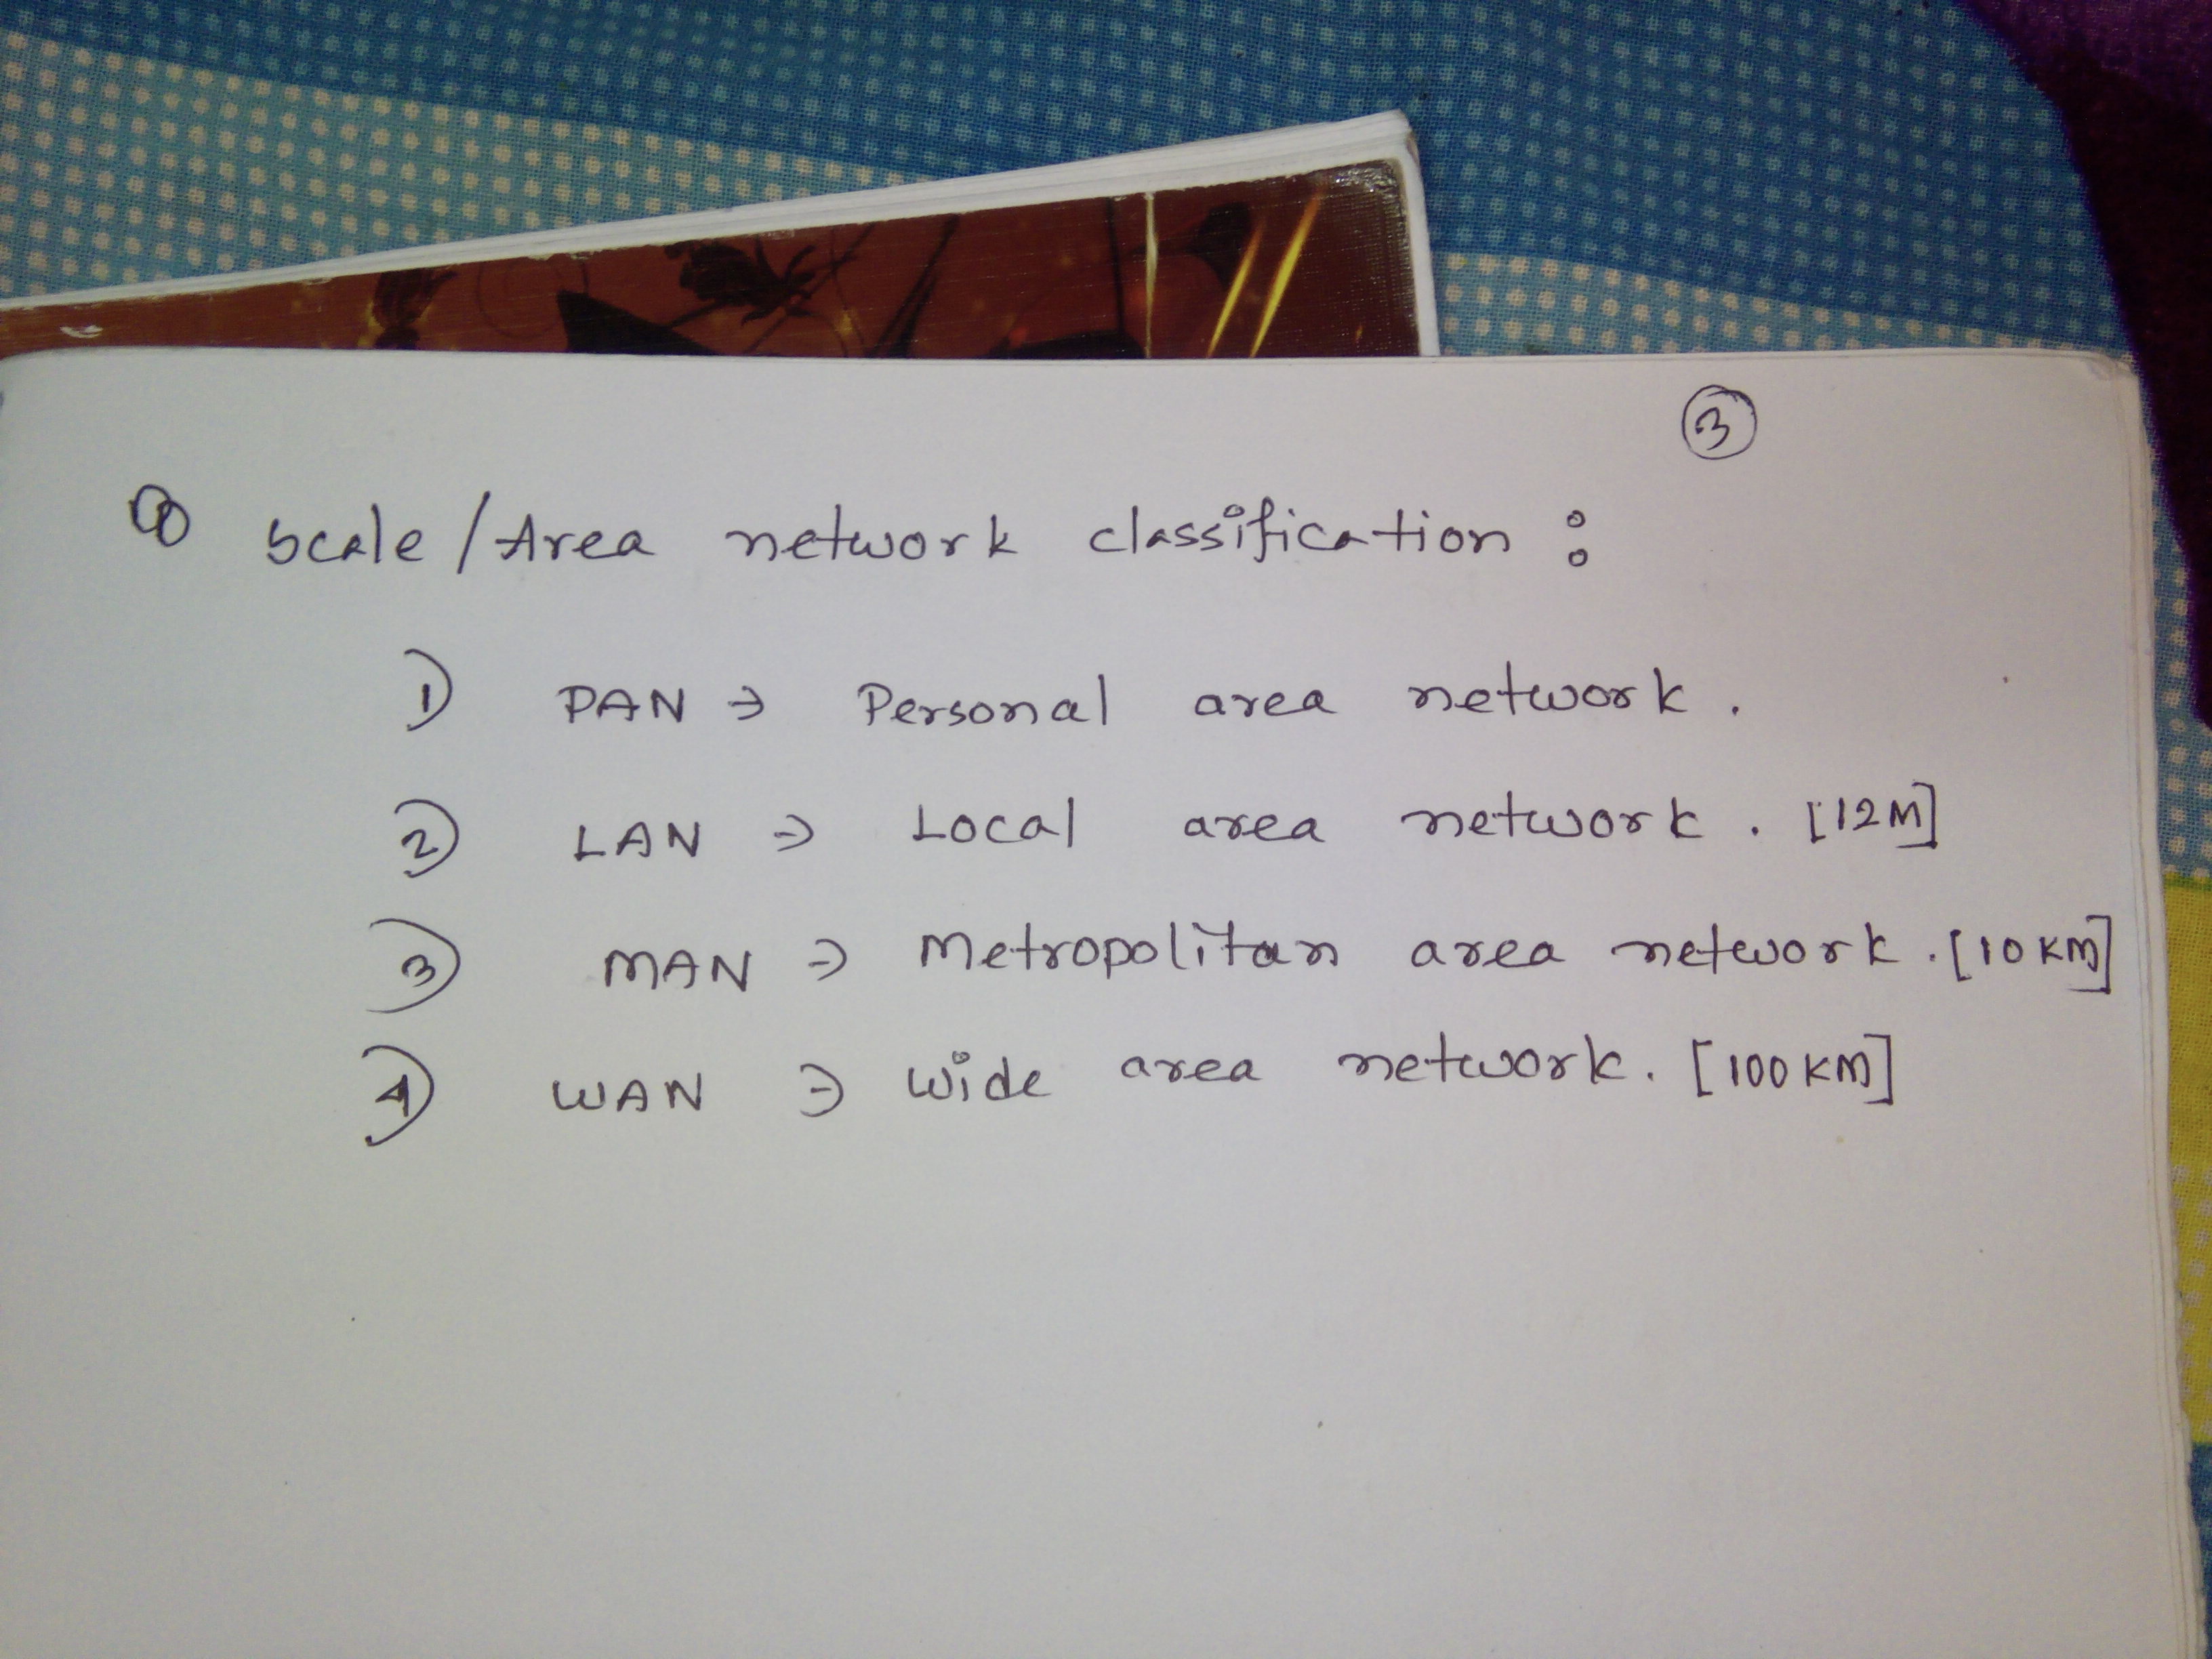 3
① Scale/Area network classification :
1) PAN → Personal area network.
2) LAN ⇒ Local area network. [12M]
3) MAN ⇒ Metropolitan area network. [10 KM]
4) WAN ⇒ Wide area network. [100 KM]